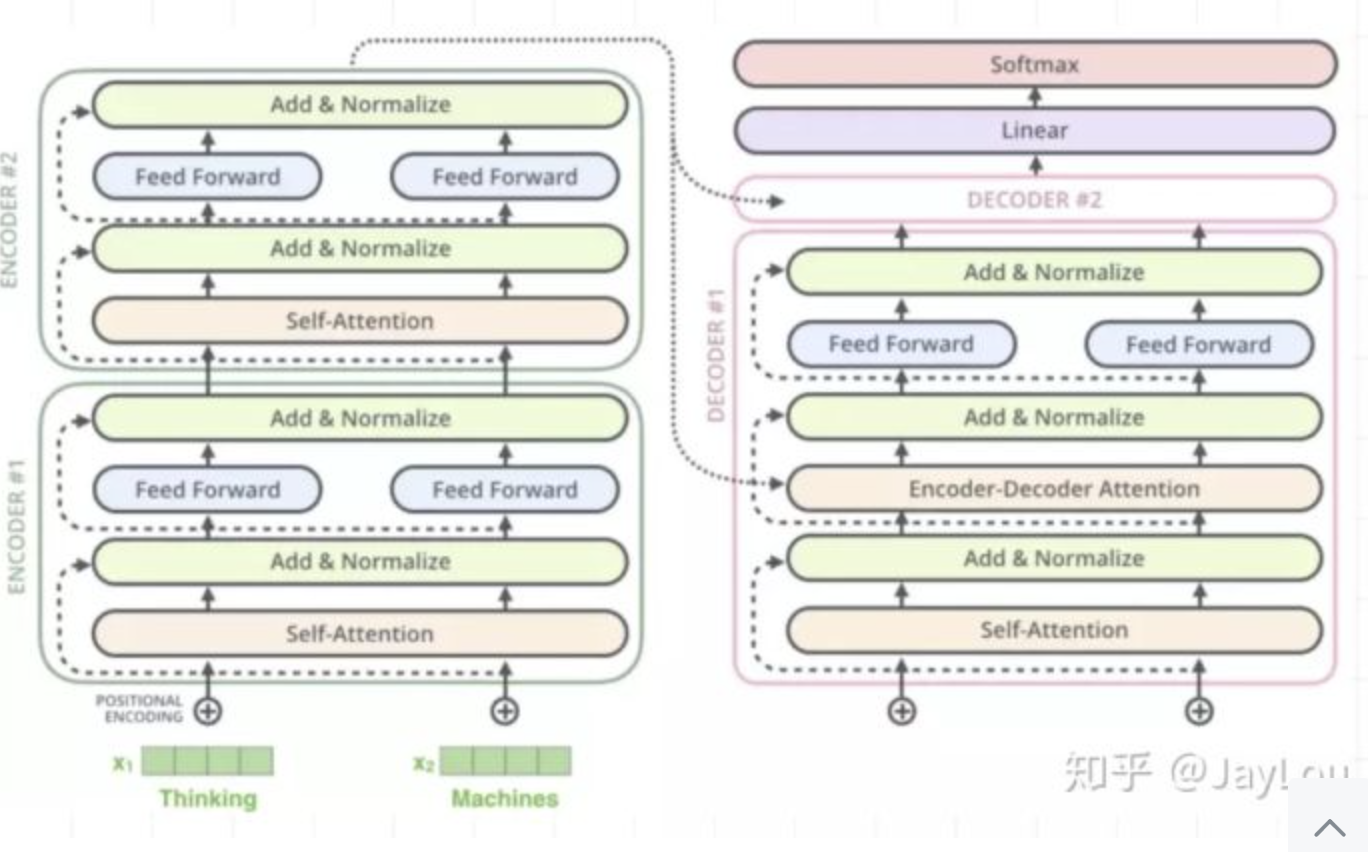 ENCODER #2
Add & Normalize
Feed Forward Feed Forward
Add & Normalize
Self-Attention
ENCODER #1
Add & Normalize
Feed Forward Feed Forward
Add & Normalize
Self-Attention
POSITIONAL
ENCODING
x₁ x₂
Thinking Machines
Softmax
Linear
DECODER #2
DECODER #1
Add & Normalize
Feed Forward Feed Forward
Add & Normalize
Encoder-Decoder Attention
Add & Normalize
Self-Attention
知乎 @JayLou